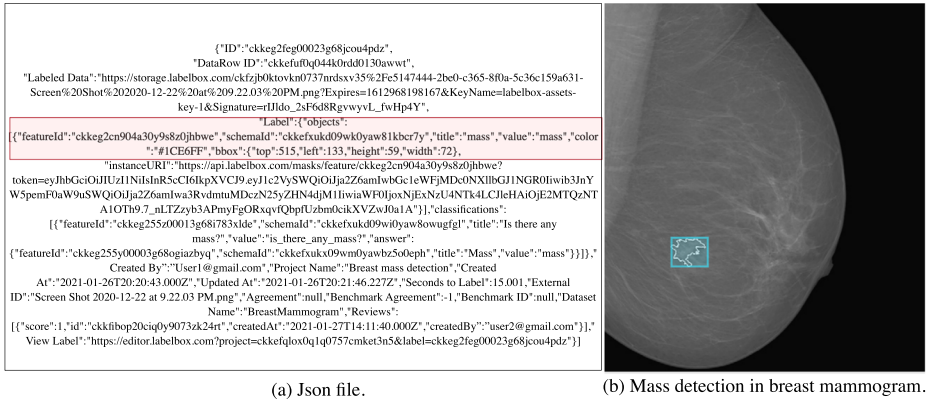 {"ID":"ckkeg2feg00023g68jcou4pdz",
"DataRow ID":"ckkefuf0q044k0rdd0130awwt",
"Labeled Data":"https://storage.labelbox.com/ckfzjb0ktovkn0737nrdsxv35%2Fe5147444-2be0-c365-8f0a-5c36c159a631-
Screen%20Shot%202020-12-22%20at%209.22.03%20PM.png?Expires=1612968198167&KeyName=labelbox-assets-
key-1&Signature=rIJldo_2sF6d8RgvwyvL_fwHp4Y",
"Label":{"objects":
[{"featureId":"ckkeg2cn904a30y9s8z0jhbwe","schemaId":"ckkefxukd09wk0yaw81kbcr7y","title":"mass","value":"mass","color
":"#1CE6FF","bbox":{"top":515,"left":133,"height":59,"width":72},
"instanceURI":"https://api.labelbox.com/masks/feature/ckkeg2cn904a30y9s8z0jhbwe?
token=eyJhbGciOiJIUzI1NiIsInR5cCI6IkpXVCJ9.eyJ1c2VySWQiOiJja2Z6amIwbGc1eWFjMDc0NXllbGJ1NGR0Iiwib3JnY
W5pemF0aW9uSWQiOiJja2Z6amIwa3RvdmtuMDczN25yZHN4djM1IiwiaWF0IjoxNjExNzU4NTk4LCJleHAiOjE2MTQzNT
A1OTh9.7_nLTZzyb3APmyFgORxqvfQbpfUzbm0cikXVZwJ0a1A"}],"classifications":
[{"featureId":"ckkeg255z00013g68i783xlde","schemaId":"ckkefxukd09wi0yaw8owugfgl","title":"Is there any
mass?","value":"is_there_any_mass?","answer":
{"featureId":"ckkeg255y00003g68ogiazbyq","schemaId":"ckkefxukx09wm0yawbz5o0eph","title":"Mass","value":"mass"}}]},"
Created By":"User1@gmail.com","Project Name":"Breast mass detection","Created
At":"2021-01-26T20:20:43.000Z","Updated At":"2021-01-26T20:21:46.227Z","Seconds to Label":15.001,"External
ID":"Screen Shot 2020-12-22 at 9.22.03 PM.png","Agreement":null,"Benchmark Agreement":-1,"Benchmark ID":null,"Dataset
Name":"BreastMammogram","Reviews":
[{"score":1,"id":"ckkfibop20ciq0y9073zk24rt","createdAt":"2021-01-27T14:11:40.000Z","createdBy":"user2@gmail.com"}],"
View Label":"https://editor.labelbox.com?project=ckkefqlox0q1q0757cmket3n5&label=ckkeg2feg00023g68jcou4pdz"}]
(a) Json file.
(b) Mass detection in breast mammogram.